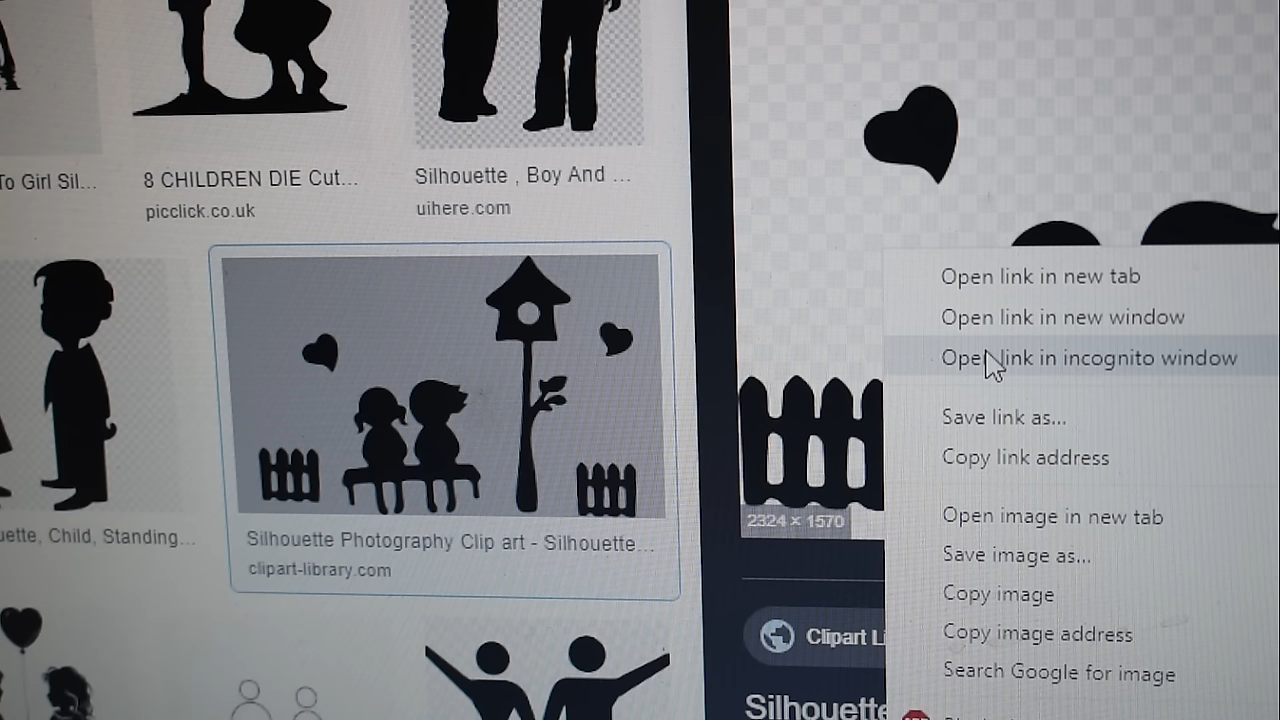 To Girl Sil...
8 CHILDREN DIE Cut...
picclick.co.uk
Silhouette , Boy And ...
uihere.com
uette, Child, Standing...
Silhouette Photography Clip art - Silhouette...
clipart-library.com
2324 × 1570
Clipart Li
Silhouette
Open link in new tab
Open link in new window
Open link in incognito window
Save link as...
Copy link address
Open image in new tab
Save image as...
Copy image
Copy image address
Search Google for image